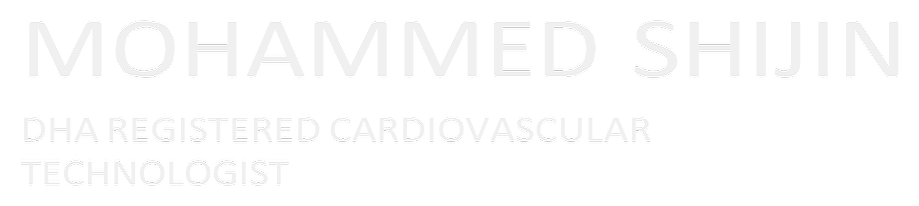 MOHAMMED SHIJIN
DHA REGISTERED CARDIOVASCULAR
TECHNOLOGIST